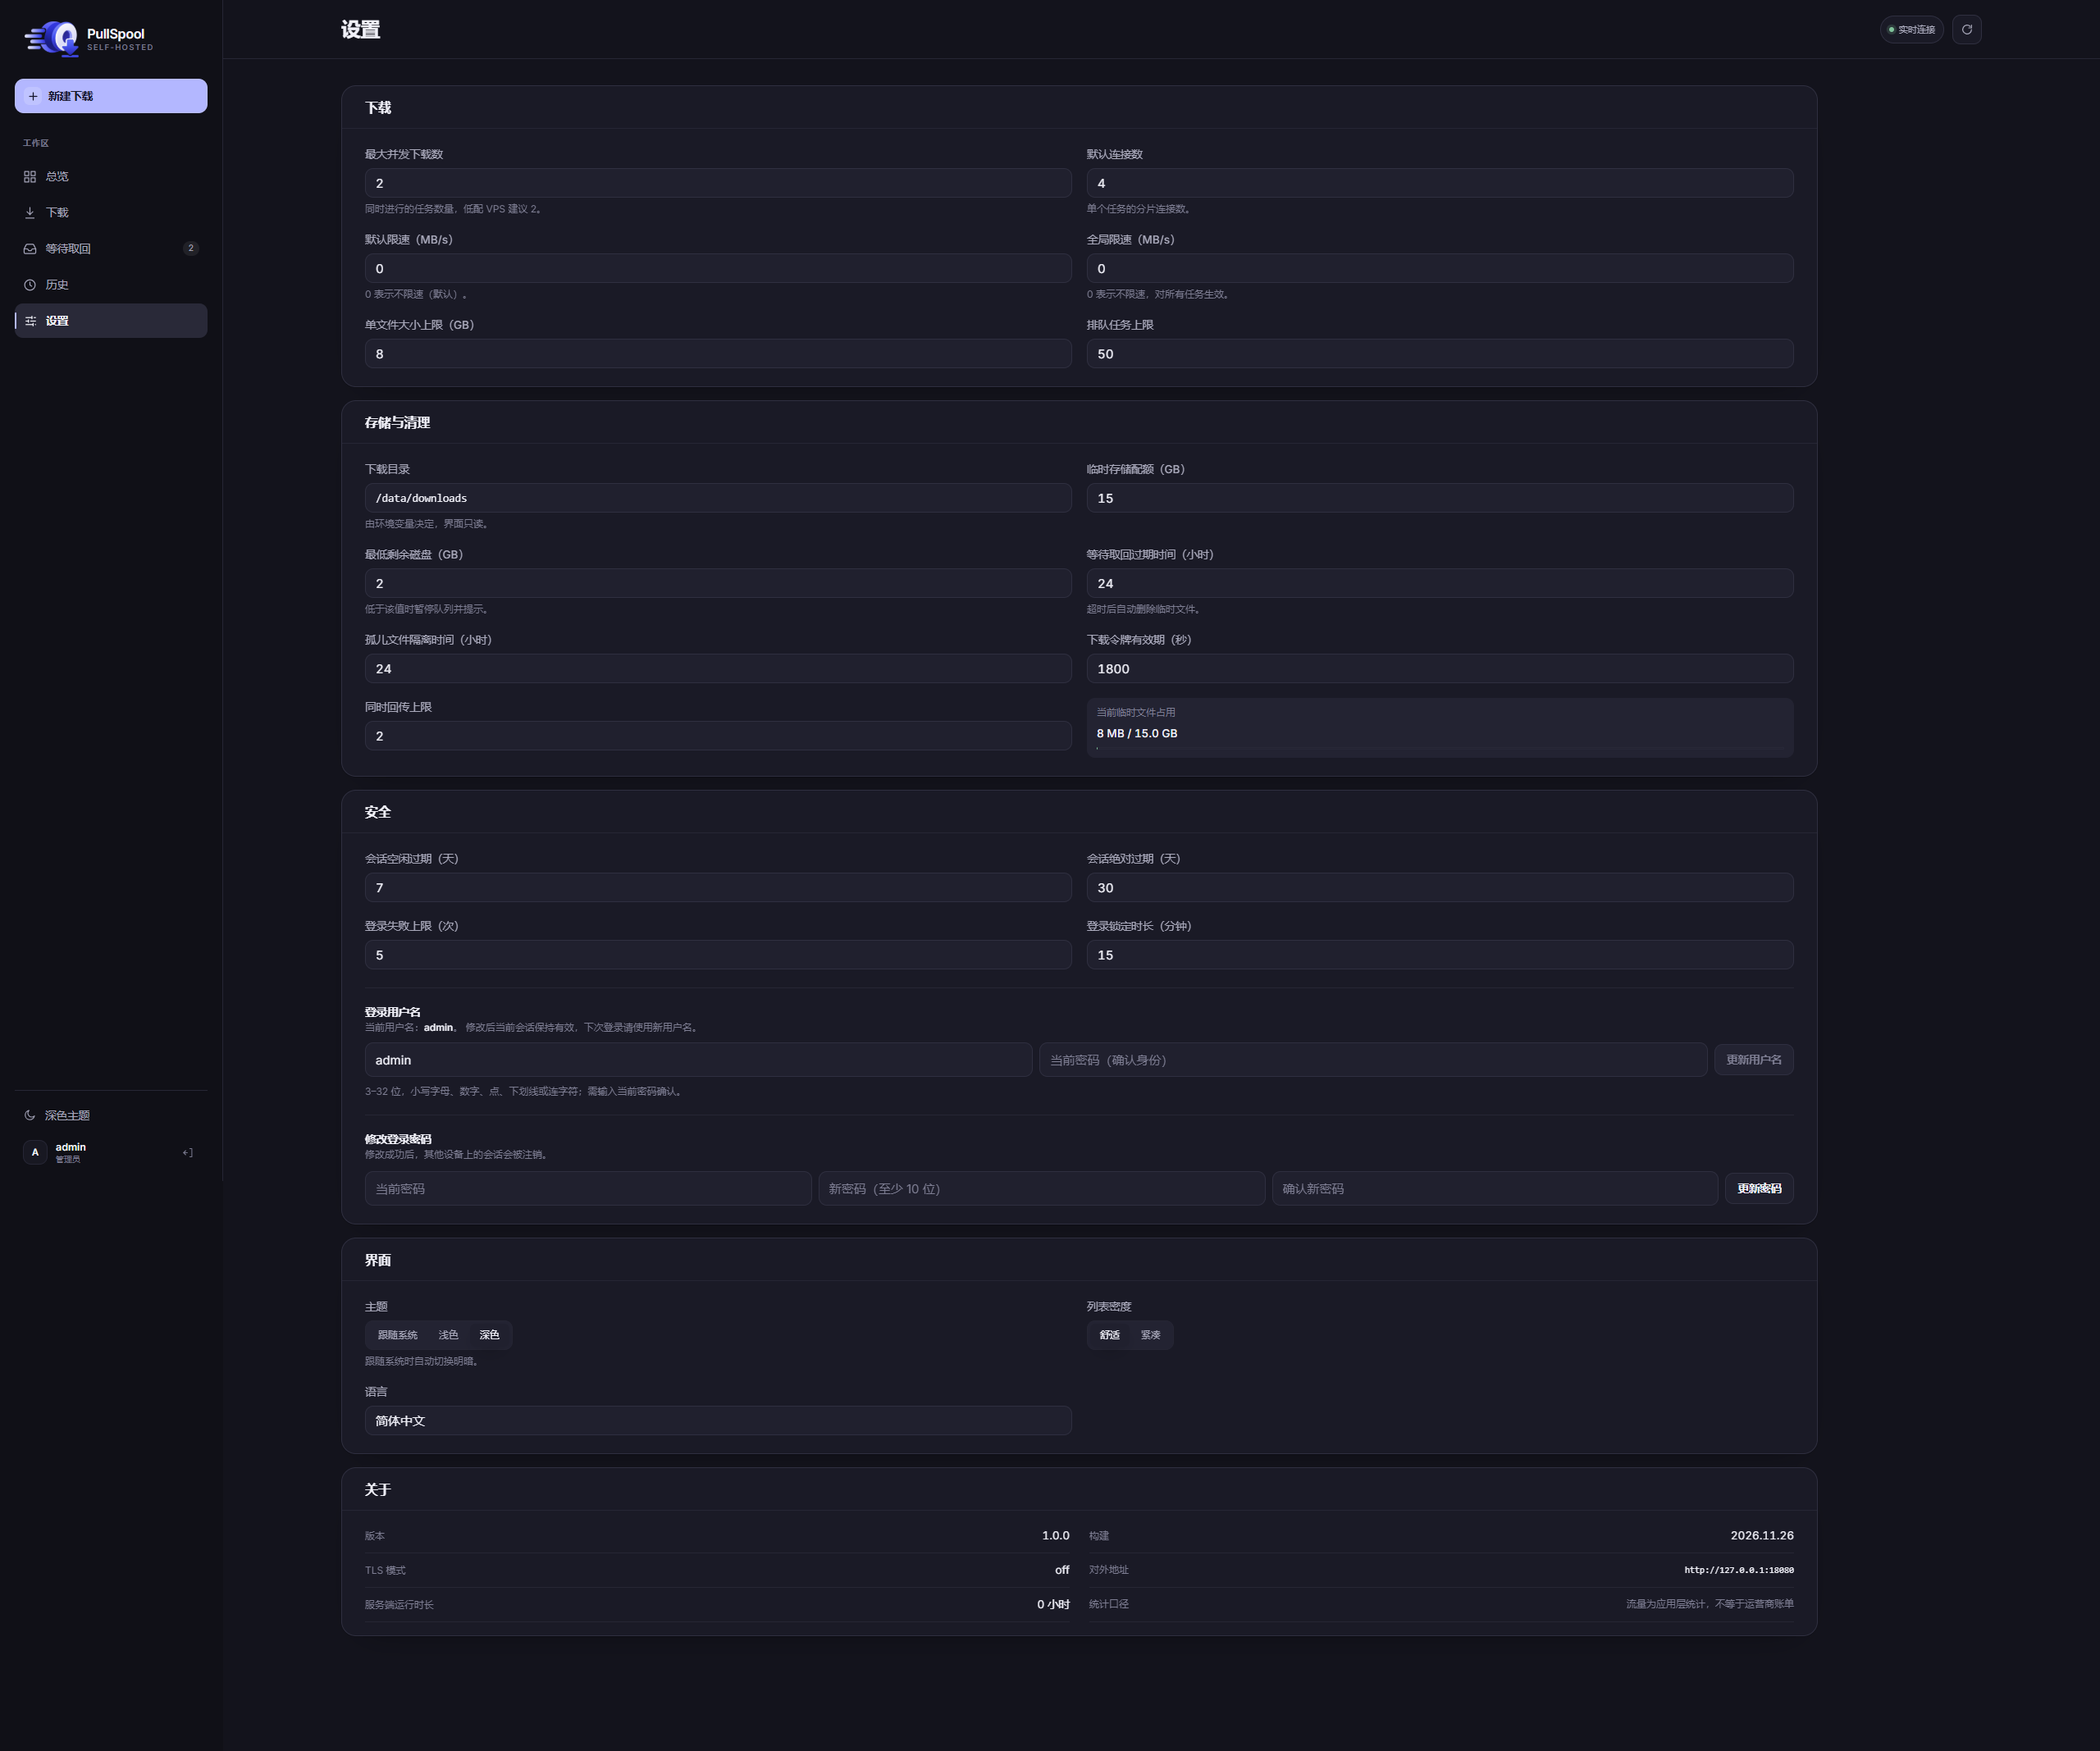 PullSpool
SELF-HOSTED
新建下载
工作区
总览
下载
等待取回 2
历史
设置
深色主题
A
admin
管理员
设置
实时连接
下载
最大并发下载数
2
同时进行的任务数量，低配 VPS 建议 2。
默认连接数
4
单个任务的分片连接数。
默认限速（MB/s）
0
0 表示不限速（默认）。
全局限速（MB/s）
0
0 表示不限速，对所有任务生效。
单文件大小上限（GB）
8
排队任务上限
50
存储与清理
下载目录
/data/downloads
由环境变量决定，界面只读。
临时存储配额（GB）
15
最低剩余磁盘（GB）
2
低于该值时暂停队列并提示。
等待取回过期时间（小时）
24
超时后自动删除临时文件。
孤儿文件隔离时间（小时）
24
下载令牌有效期（秒）
1800
同时回传上限
2
当前临时文件占用
8 MB / 15.0 GB
安全
会话空闲过期（天）
7
会话绝对过期（天）
30
登录失败上限（次）
5
登录锁定时长（分钟）
15
登录用户名
当前用户名：admin。 修改后当前会话保持有效，下次登录请使用新用户名。
admin
当前密码（确认身份）
更新用户名
3-32 位，小写字母、数字、点、下划线或连字符；需输入当前密码确认。
修改登录密码
修改成功后，其他设备上的会话会被注销。
当前密码
新密码（至少 10 位）
确认新密码
更新密码
界面
主题
跟随系统 浅色 深色
跟随系统时自动切换明暗。
列表密度
舒适 紧凑
语言
简体中文
关于
版本 1.0.0
构建 2026.11.26
TLS 模式 off
对外地址 http://127.0.0.1:18080
服务端运行时长 0 小时
统计口径 流量为应用层统计，不等于运营商账单